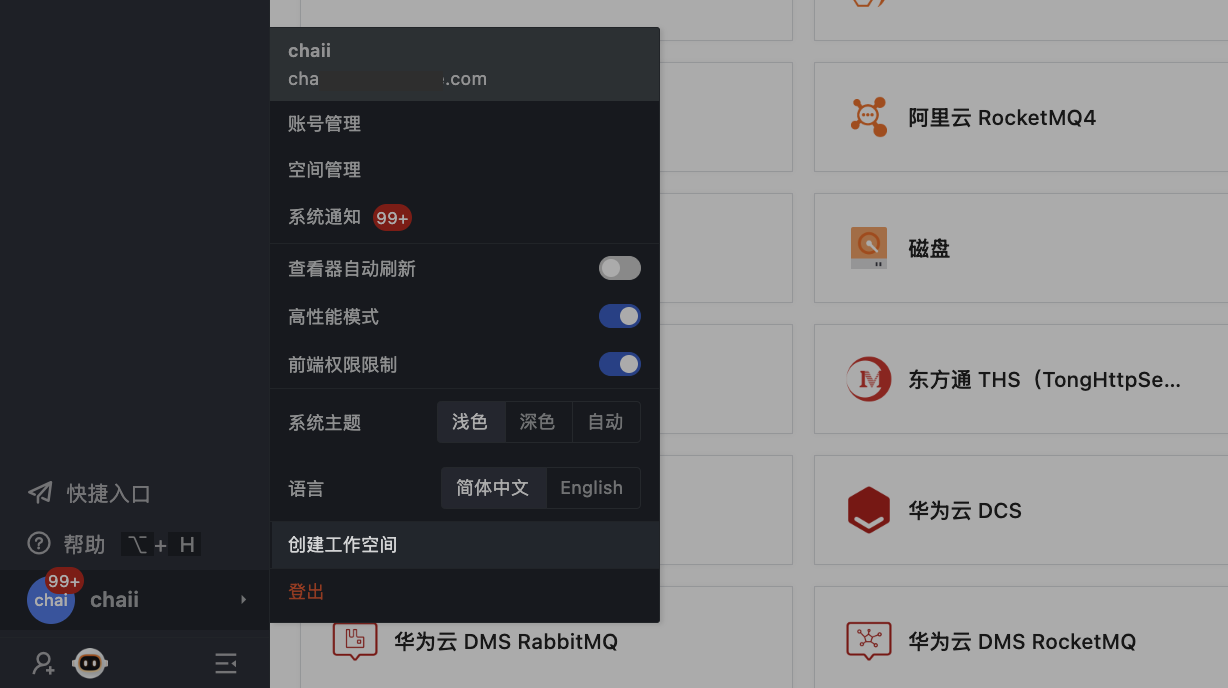 chaii
cha .com
账号管理
空间管理
系统通知 99+
查看器自动刷新
高性能模式
前端权限限制
系统主题 浅色 深色 自动
语言 简体中文 English
创建工作空间
登出
快捷入口
帮助 ⌥ + H
99+
chai chaii
阿里云 RocketMQ4
磁盘
东方通 THS（TongHttpSe...
华为云 DCS
华为云 DMS RabbitMQ
华为云 DMS RocketMQ